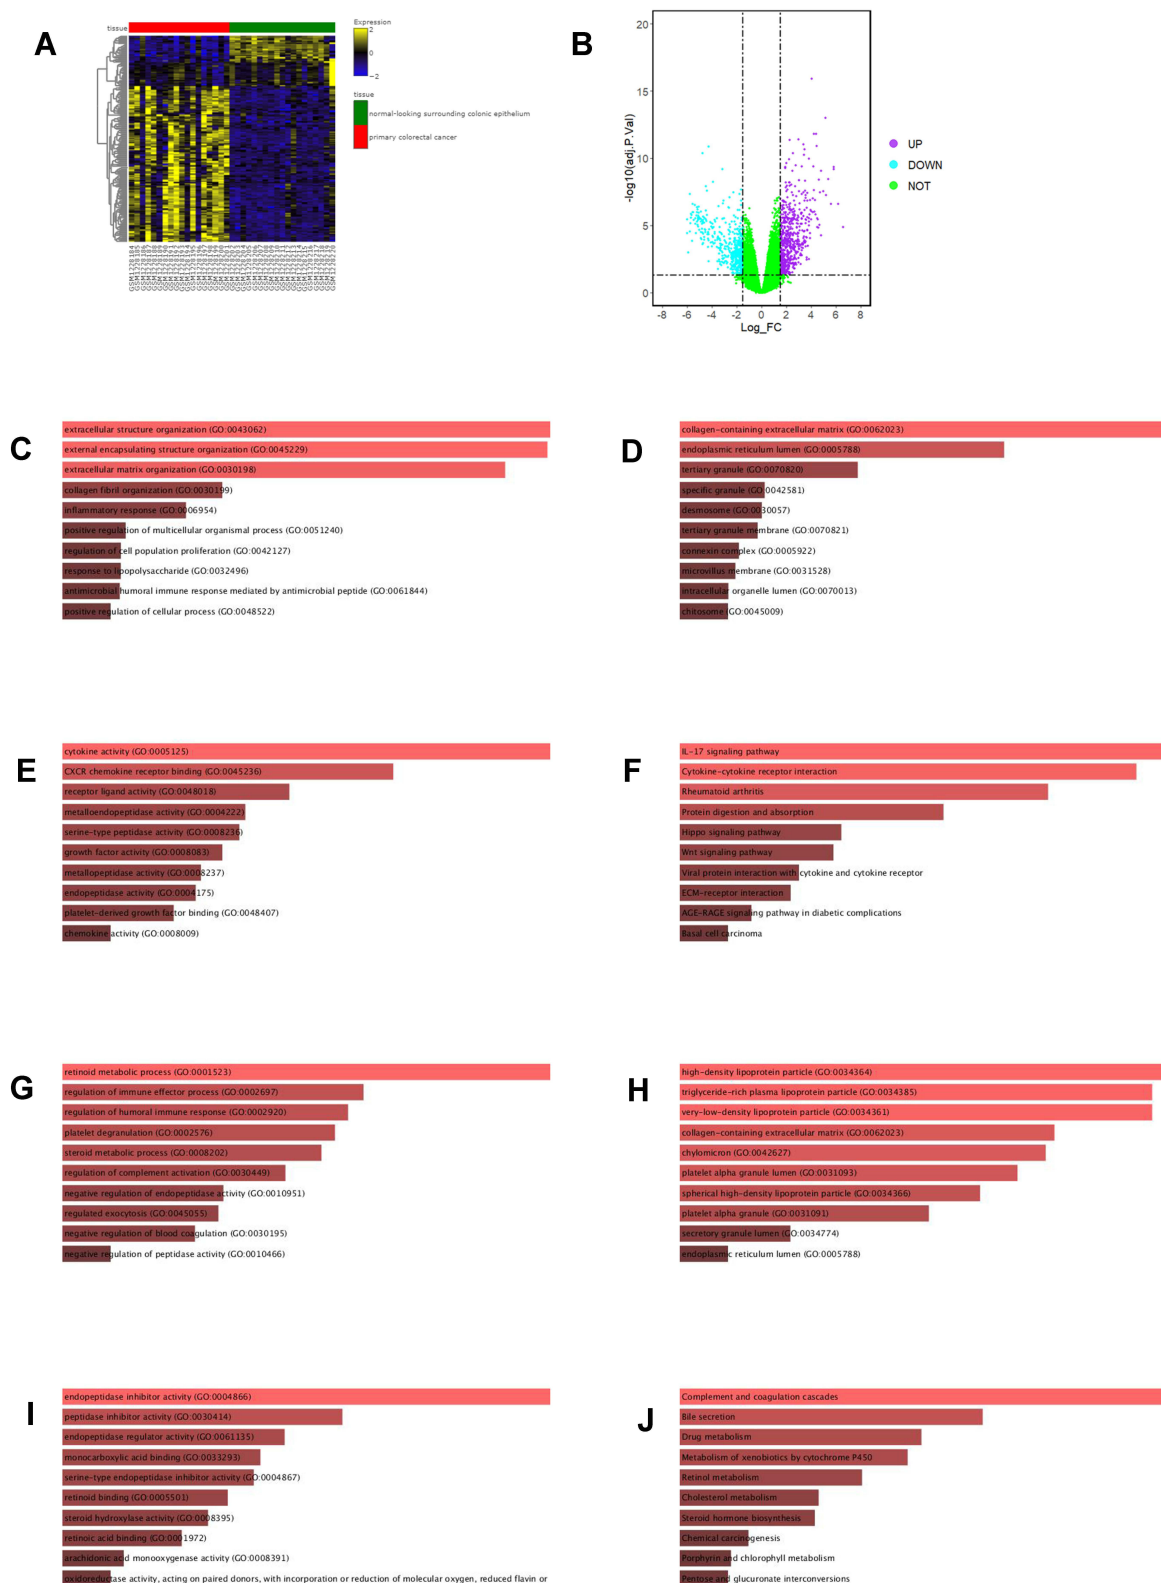 A
tissue
Expression
2
0
−2
tissue
normal-looking surrounding colonic epithelium
primary colorectal cancer
B
20
15
10
5
0
-log10(adj.P.Val)
-8 -6 -4 -2 0 2 4 6 8
Log_FC
UP
DOWN
NOT
C
extracellular structure organization (GO:0043062)
external encapsulating structure organization (GO:0045229)
extracellular matrix organization (GO:0030198)
collagen fibril organization (GO:0030199)
inflammatory response (GO:0006954)
positive regulation of multicellular organismal process (GO:0051240)
regulation of cell population proliferation (GO:0042127)
response to lipopolysaccharide (GO:0032496)
antimicrobial humoral immune response mediated by antimicrobial peptide (GO:0061844)
positive regulation of cellular process (GO:0048522)
D
collagen-containing extracellular matrix (GO:0062023)
endoplasmic reticulum lumen (GO:0005788)
tertiary granule (GO:0070820)
specific granule (GO:0042581)
desmosome (GO:0030057)
tertiary granule membrane (GO:0070821)
connexin complex (GO:0005922)
microvillus membrane (GO:0031528)
intracellular organelle lumen (GO:0070013)
chitosome (GO:0045009)
E
cytokine activity (GO:0005125)
CXCR chemokine receptor binding (GO:0045236)
receptor ligand activity (GO:0048018)
metalloendopeptidase activity (GO:0004222)
serine-type peptidase activity (GO:0008236)
growth factor activity (GO:0008083)
metallopeptidase activity (GO:0008237)
endopeptidase activity (GO:0004175)
platelet-derived growth factor binding (GO:0048407)
chemokine activity (GO:0008009)
F
IL-17 signaling pathway
Cytokine-cytokine receptor interaction
Rheumatoid arthritis
Protein digestion and absorption
Hippo signaling pathway
Wnt signaling pathway
Viral protein interaction with cytokine and cytokine receptor
ECM-receptor interaction
AGE-RAGE signaling pathway in diabetic complications
Basal cell carcinoma
G
retinoid metabolic process (GO:0001523)
regulation of immune effector process (GO:0002697)
regulation of humoral immune response (GO:0002920)
platelet degranulation (GO:0002576)
steroid metabolic process (GO:0008202)
regulation of complement activation (GO:0030449)
negative regulation of endopeptidase activity (GO:0010951)
regulated exocytosis (GO:0045055)
negative regulation of blood coagulation (GO:0030195)
negative regulation of peptidase activity (GO:0010466)
H
high-density lipoprotein particle (GO:0034364)
triglyceride-rich plasma lipoprotein particle (GO:0034385)
very-low-density lipoprotein particle (GO:0034361)
collagen-containing extracellular matrix (GO:0062023)
chylomicron (GO:0042627)
platelet alpha granule lumen (GO:0031093)
spherical high-density lipoprotein particle (GO:0034366)
platelet alpha granule (GO:0031091)
secretory granule lumen (GO:0034774)
endoplasmic reticulum lumen (GO:0005788)
I
endopeptidase inhibitor activity (GO:0004866)
peptidase inhibitor activity (GO:0030414)
endopeptidase regulator activity (GO:0061135)
monocarboxylic acid binding (GO:0033293)
serine-type endopeptidase inhibitor activity (GO:0004867)
retinoid binding (GO:0005501)
steroid hydroxylase activity (GO:0008395)
retinoic acid binding (GO:0001972)
arachidonic acid monooxygenase activity (GO:0008391)
oxidoreductase activity, acting on paired donors, with incorporation or reduction of molecular oxygen, reduced flavin or
J
Complement and coagulation cascades
Bile secretion
Drug metabolism
Metabolism of xenobiotics by cytochrome P450
Retinol metabolism
Cholesterol metabolism
Steroid hormone biosynthesis
Chemical carcinogenesis
Porphyrin and chlorophyll metabolism
Pentose and glucuronate interconversions